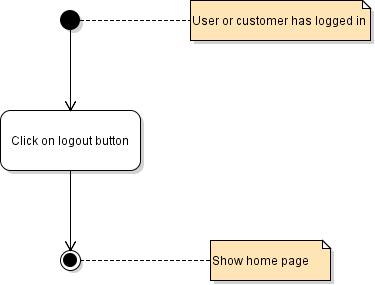 User or customer has logged in
Click on logout button
Show home page